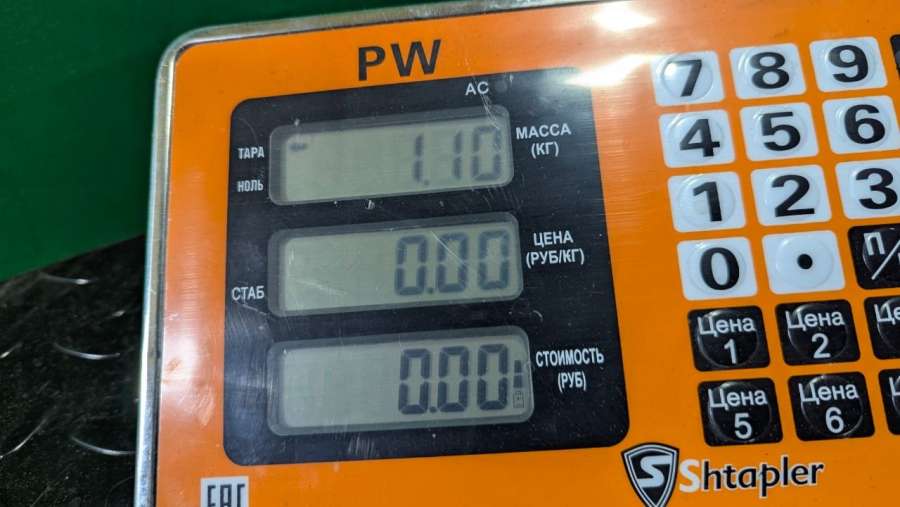 PW
AC
ТАРА
НОЛЬ
1.10
МАССА
(КГ)
СТАБ
0.00
ЦЕНА
(РУБ/КГ)
0.00
СТОИМОСТЬ
(РУБ)
7 8 9
4 5 6
1 2 3
0 .
П/
Цена 1
Цена 2
Це
Цена 5
Цена 6
S Shtapler
EAC